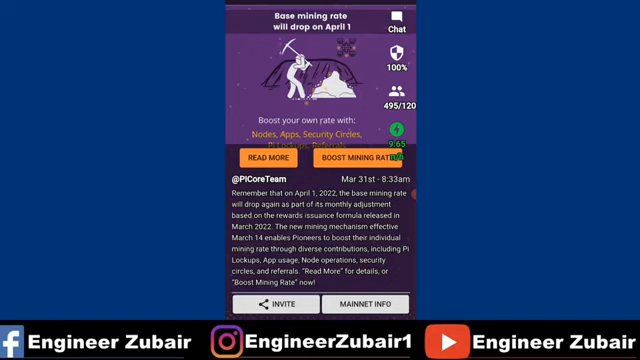 Base mining rate
will drop on April 1
Chat
100%
495/120
Boost your own rate with:
Nodes, Apps, Security Circles,
Pi Lockups, Referrals
9.65
π/h
READ MORE
BOOST MINING RATE
@PiCoreTeam
Mar 31st - 8:33am
Remember that on April 1, 2022, the base mining rate
will drop again as part of its monthly adjustment
based on the rewards issuance formula released in
March 2022. The new mining mechanism effective
March 14 enables Pioneers to boost their individual
mining rate through diverse contributions, including Pi
Lockups, App usage, Node operations, security
circles, and referrals. "Read More" for details, or
"Boost Mining Rate" now!
INVITE
MAINNET INFO
Engineer Zubair
EngineerZubair1
Engineer Zubair